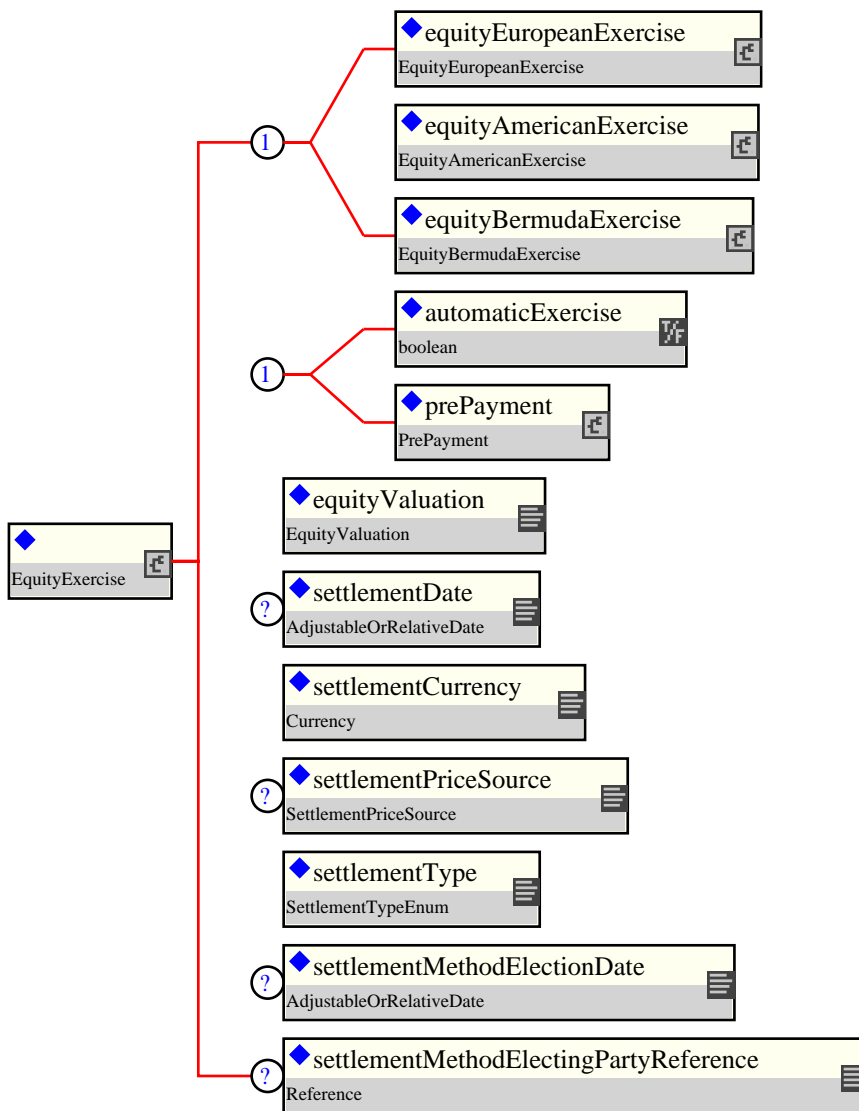 equityEuropeanExercise
EquityEuropeanExercise
1
equityAmericanExercise
EquityAmericanExercise
equityBermudaExercise
EquityBermudaExercise
automaticExercise
boolean
T/F
1
prePayment
PrePayment
equityValuation
EquityValuation
EquityExercise
?
settlementDate
AdjustableOrRelativeDate
settlementCurrency
Currency
?
settlementPriceSource
SettlementPriceSource
settlementType
SettlementTypeEnum
?
settlementMethodElectionDate
AdjustableOrRelativeDate
?
settlementMethodElectingPartyReference
Reference